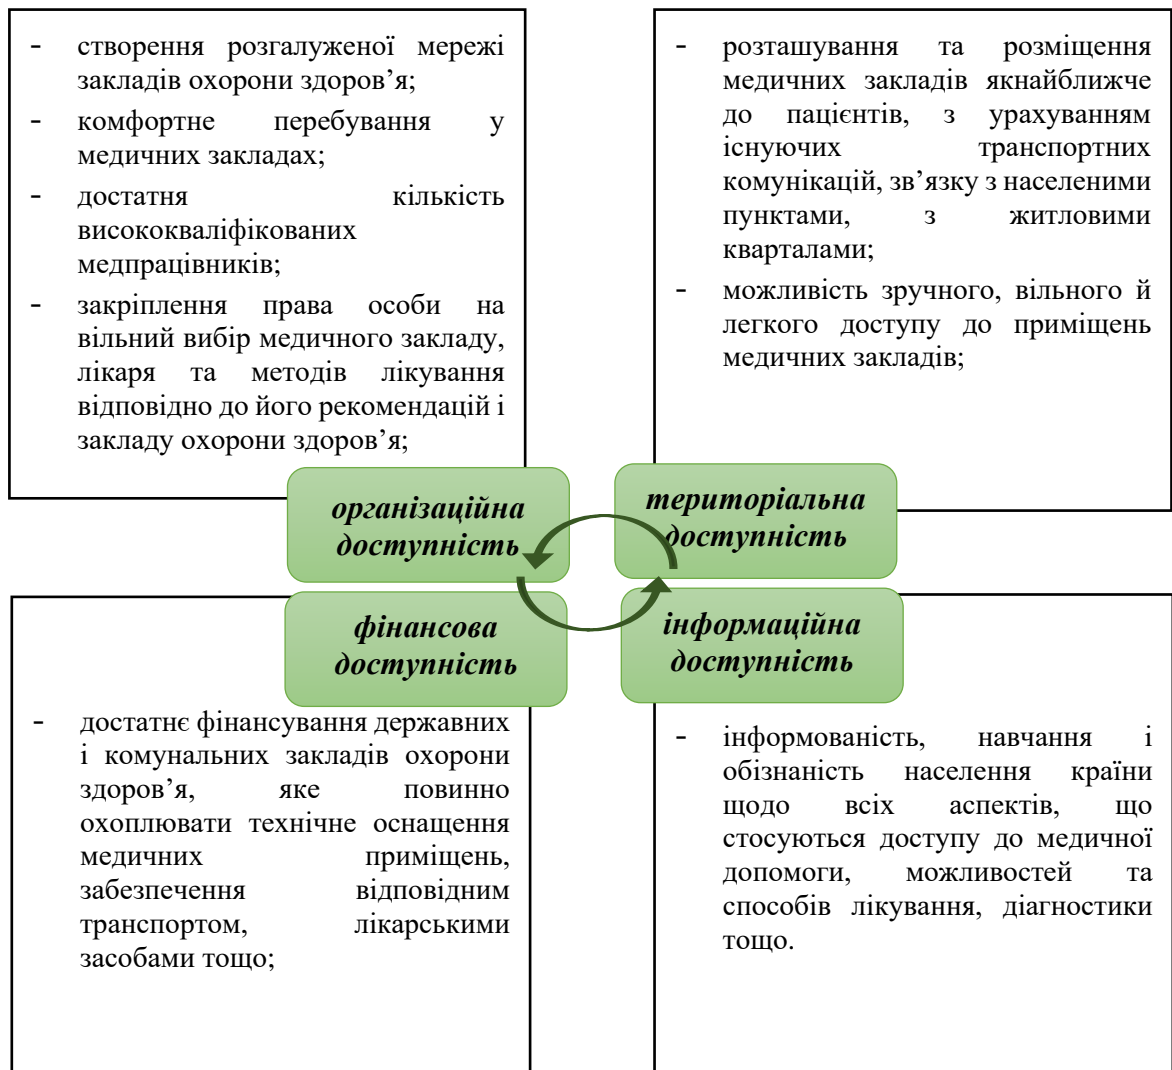 - створення розгалуженої мережі
закладів охорони здоров’я;
- комфортне перебування у
медичних закладах;
- достатня кількість
висококваліфікованих
медпрацівників;
- закріплення права особи на
вільний вибір медичного закладу,
лікаря та методів лікування
відповідно до його рекомендацій і
закладу охорони здоров’я;
- розташування та розміщення
медичних закладів якнайближче
до пацієнтів, з урахуванням
існуючих транспортних
комунікацій, зв’язку з населеними
пунктами, з житловими
кварталами;
- можливість зручного, вільного й
легкого доступу до приміщень
медичних закладів;
організаційна
доступність
територіальна
доступність
фінансова
доступність
інформаційна
доступність
- достатнє фінансування державних
і комунальних закладів охорони
здоров’я, яке повинно
охоплювати технічне оснащення
медичних приміщень,
забезпечення відповідним
транспортом, лікарськими
засобами тощо;
- інформованість, навчання і
обізнаність населення країни
щодо всіх аспектів, що
стосуються доступу до медичної
допомоги, можливостей та
способів лікування, діагностики
тощо.